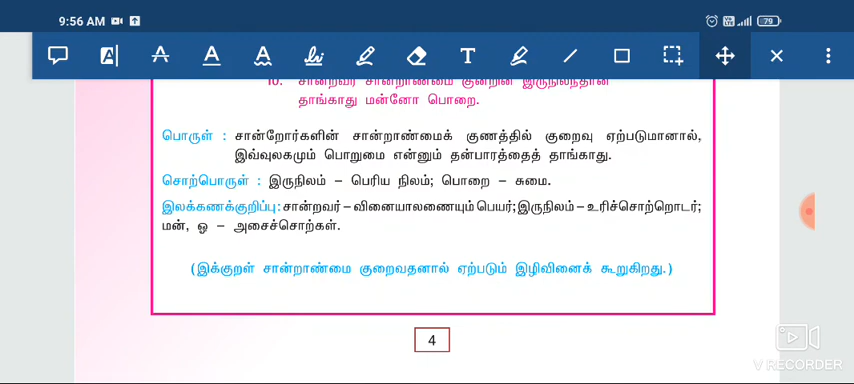 9:56 AM
79
A A A T
10. சான்றவர் சான்றாண்மை குன்றின் இருநிலந்தான்
தாங்காது மன்னோ பொறை.
பொருள் : சான்றோர்களின் சான்றாண்மைக் குணத்தில் குறைவு ஏற்படுமானால்,
இவ்வுலகமும் பொறுமை என்னும் தன்பாரத்தைத் தாங்காது.
சொற்பொருள் : இருநிலம் – பெரிய நிலம்; பொறை – சுமை.
இலக்கணக்குறிப்பு: சான்றவர் – வினையாலணையும் பெயர்; இருநிலம் – உரிச்சொற்றொடர்;
மன், ஓ – அசைச்சொற்கள்.
(இக்குறள் சான்றாண்மை குறைவதனால் ஏற்படும் இழிவினைக் கூறுகிறது.)
4
V RECORDER